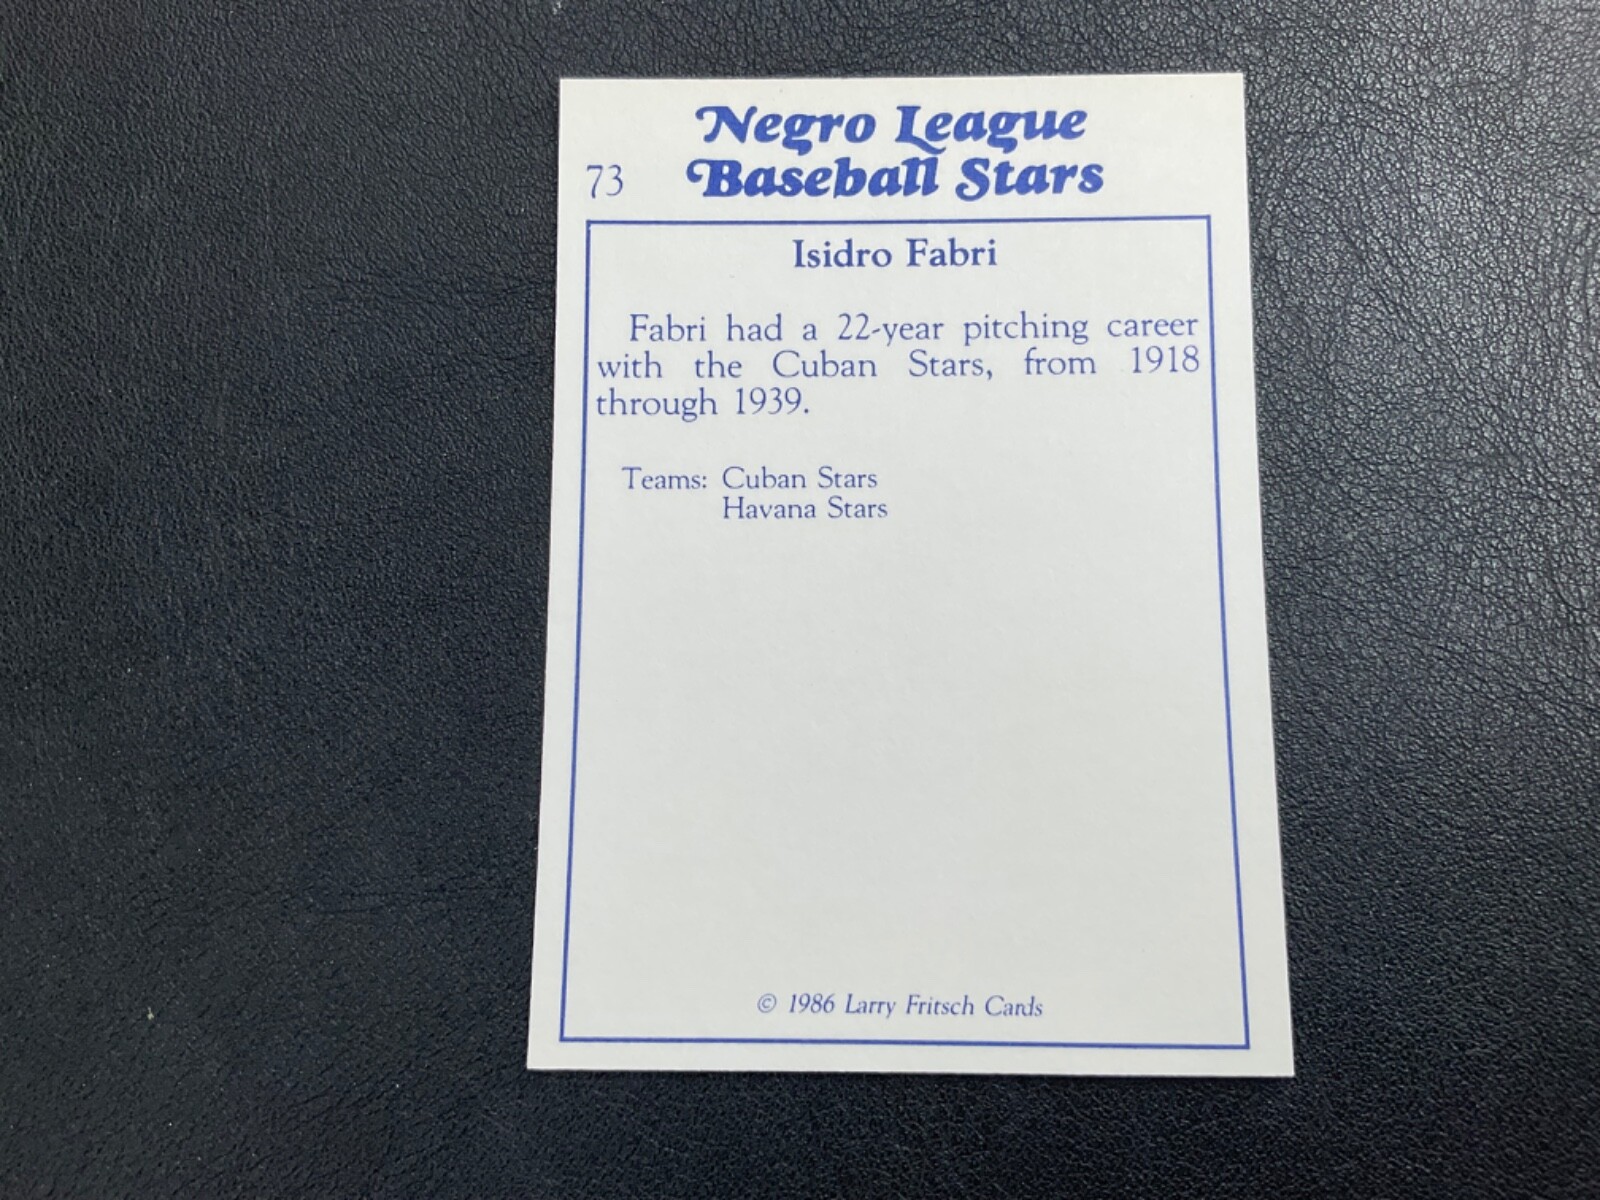 Negro League
73 Baseball Stars
Isidro Fabri
Fabri had a 22-year pitching career
with the Cuban Stars, from 1918
through 1939.
Teams: Cuban Stars
Havana Stars
© 1986 Larry Fritsch Cards